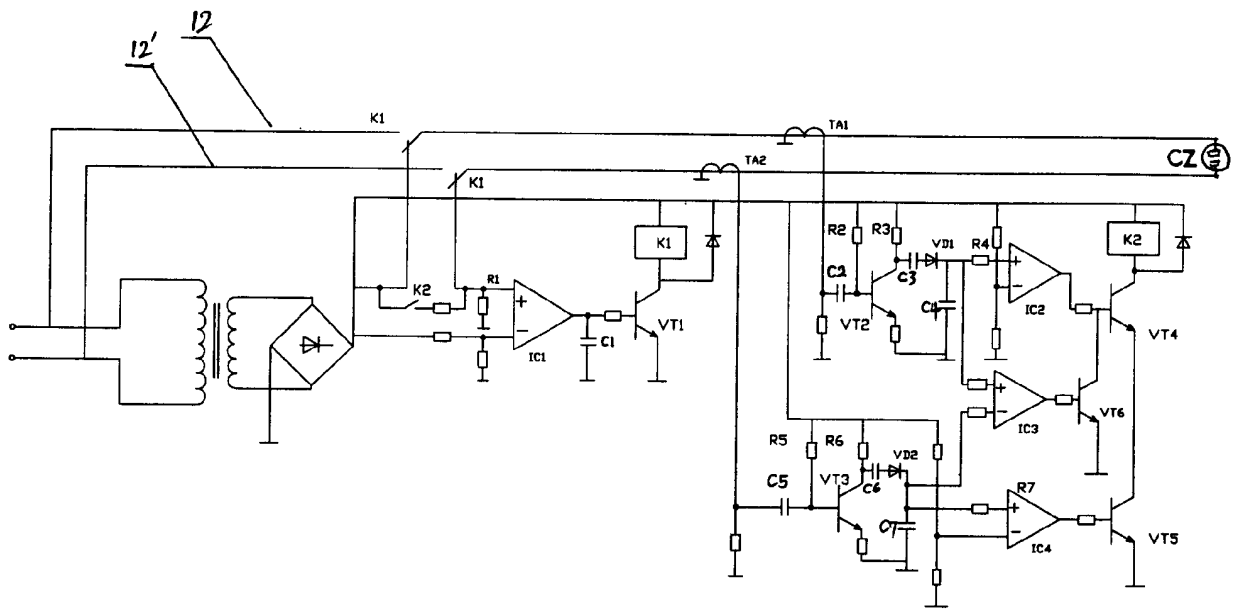 12
12'
K1
TA1
CZ
TA2
K1
K1
K2
R2
R3
VD1
R4
C2
C3
VT2
C4
IC2
VT4
K2
R1
VT1
IC1
C1
IC3
VT6
R5
R6
VD2
C5
VT3
C6
R7
C7
IC4
VT5